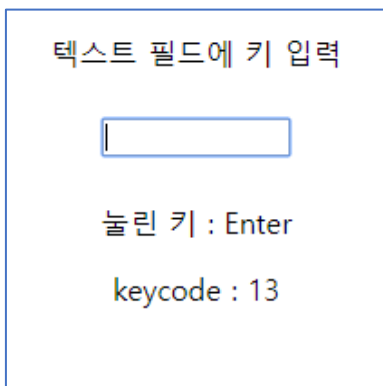 텍스트 필드에 키 입력
눌린 키 : Enter
keycode : 13